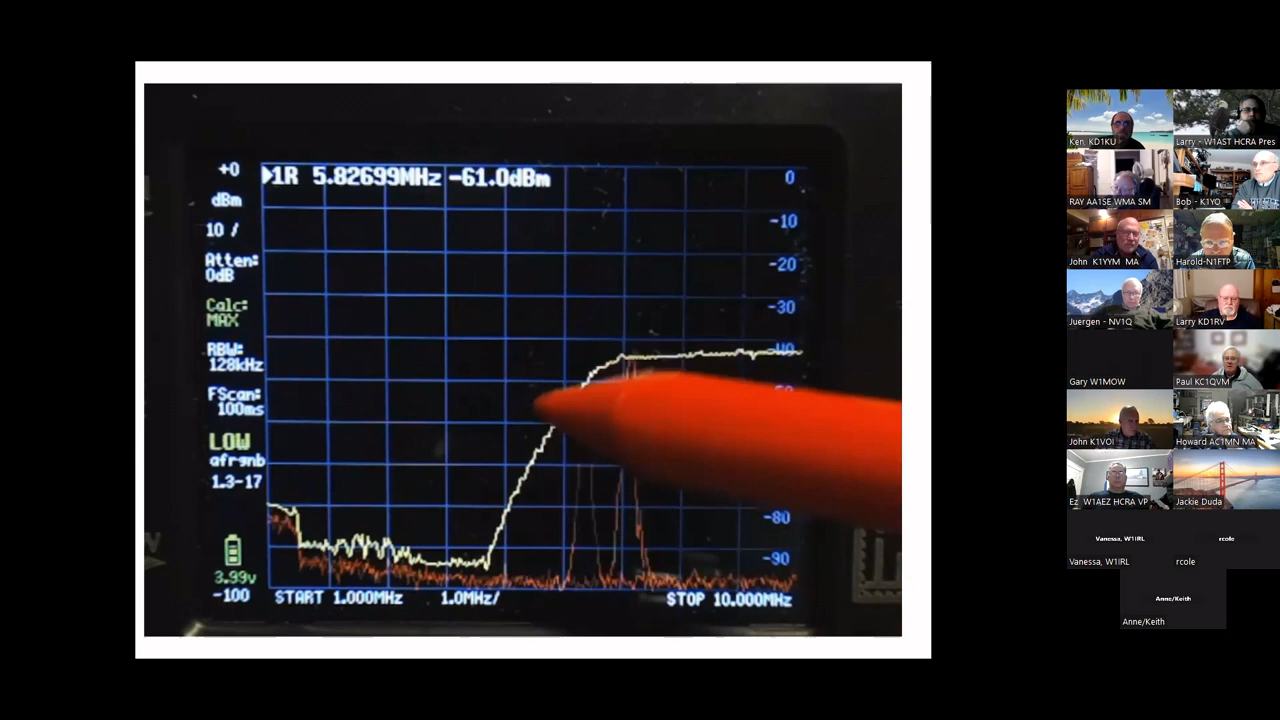 +0
▶1R 5.82699MHz -61.0dBm
0
dBm
10 /
-10
Atten:
0dB
-20
Calc:
MAX
-30
RBW:
128kHz
-40
FScan:
100ms
LOW
afrgnb
1.3-17
-80
-90
3.99v
-100
START 1.000MHz
1.0MHz/
STOP 10.000MHz
Ken, KD1KU
Larry - W1AST HCRA Pres
RAY AA1SE WMA SM
Bob - K1YO
John K1YYM MA
Harold-N1FTP
Juergen - NV1Q
Larry KD1RV
Gary W1MOW
Paul KC1QVM
John K1VOI
Howard AC1MN MA
Ez W1AEZ HCRA VP
Jackie Duda
Vanessa, W1IRL
rcole
Vanessa, W1IRL
rcole
Anne/Keith
Anne/Keith